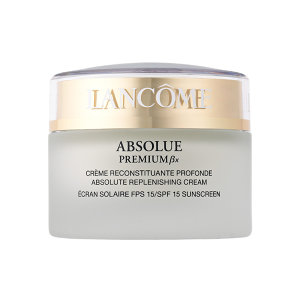 LANCÔME
ABSOLUE
PREMIUM βx
CRÈME RECONSTITUANTE PROFONDE
ABSOLUTE REPLENISHING CREAM
ÉCRAN SOLAIRE FPS 15/SPF 15 SUNSCREEN